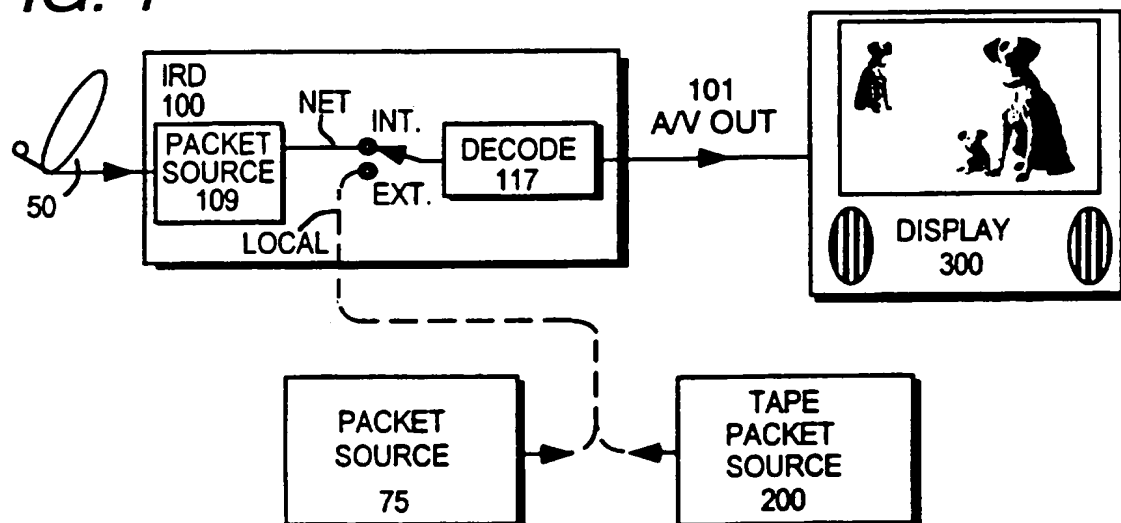 IG. 1
IRD
100
PACKET
SOURCE
109
NET
INT.
EXT.
LOCAL
DECODE
117
50
101
A/V OUT
DISPLAY
300
PACKET
SOURCE
75
TAPE
PACKET
SOURCE
200